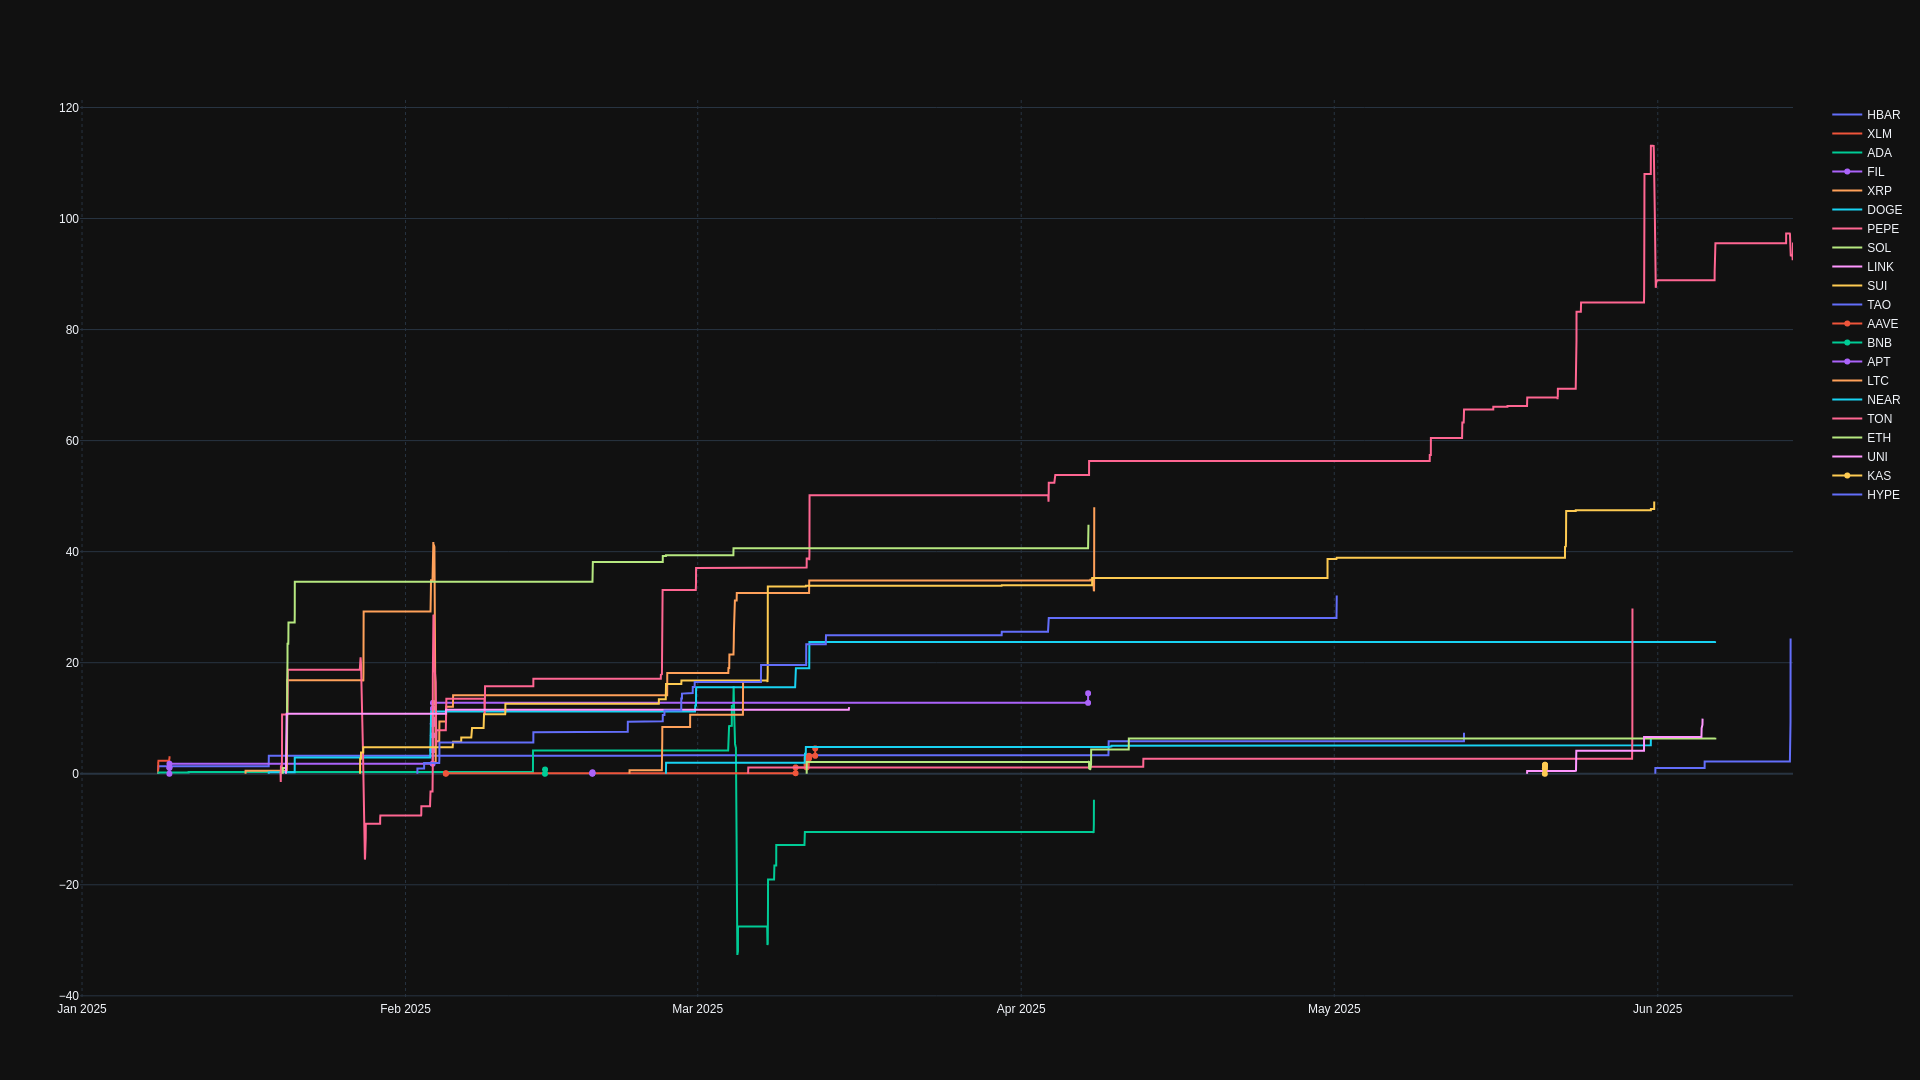 120
100
80
60
40
20
0
−20
−40
Jan 2025
Feb 2025
Mar 2025
Apr 2025
May 2025
Jun 2025
HBAR
XLM
ADA
FIL
XRP
DOGE
PEPE
SOL
LINK
SUI
TAO
AAVE
BNB
APT
LTC
NEAR
TON
ETH
UNI
KAS
HYPE